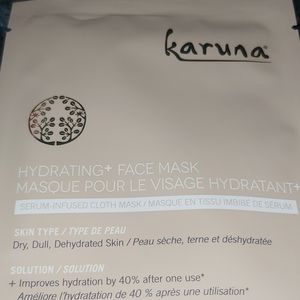 karuna
HYDRATING+ FACE MASK
MASQUE POUR LE VISAGE HYDRATANT+
SERUM-INFUSED CLOTH MASK / MASQUE EN TISSU IMBIBÉ DE SÉRUM
SKIN TYPE / TYPE DE PEAU
Dry, Dull, Dehydrated Skin / Peau sèche, terne et déshydratée
SOLUTION / SOLUTION
+ Improves hydration by 40% after one use*
Améliore l'hydratation de 40 % après une utilisation*